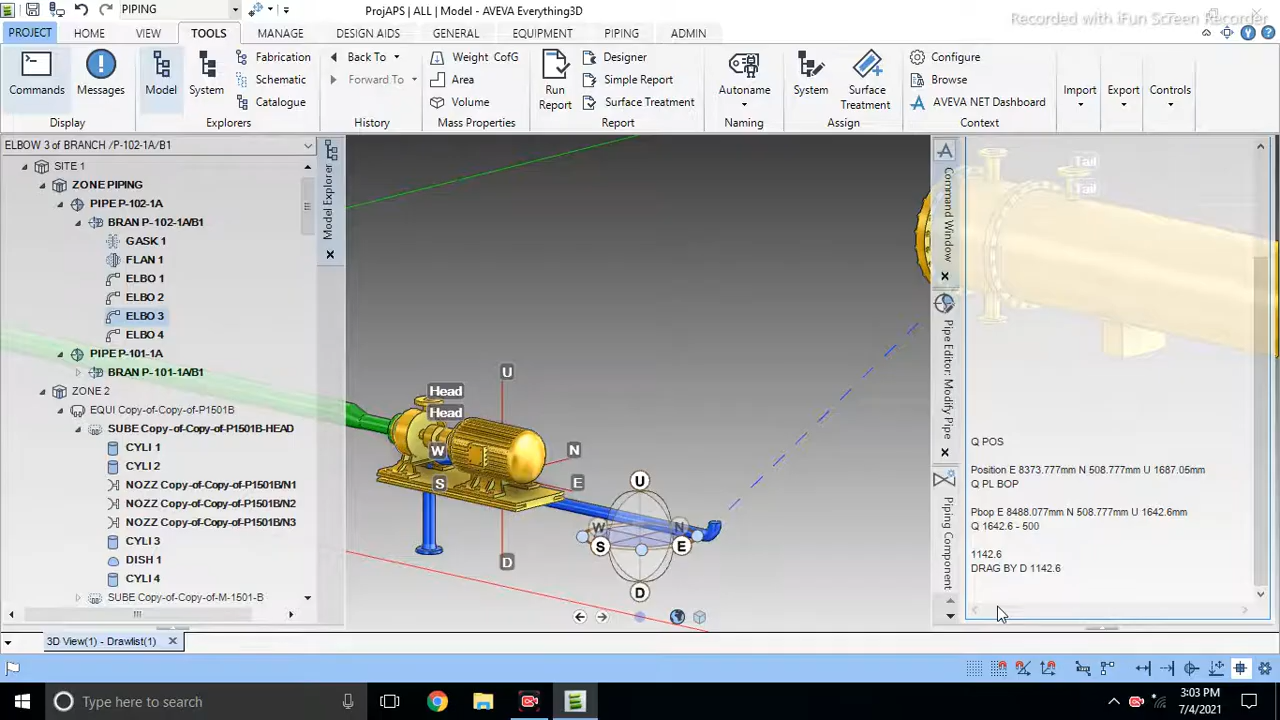 PIPING
ProjAPS | ALL | Model - AVEVA Everything3D
Recorded with iFun Screen Recorder
PROJECT
HOME
VIEW
TOOLS
MANAGE
DESIGN AIDS
GENERAL
EQUIPMENT
PIPING
ADMIN
Commands
Messages
Display
Model
System
Fabrication
Schematic
Catalogue
Explorers
Back To
Forward To
History
Weight CofG
Area
Volume
Mass Properties
Run
Report
Designer
Simple Report
Surface Treatment
Report
Autoname
Naming
System
Surface
Treatment
Assign
Configure
Browse
AVEVA NET Dashboard
Context
Import
Export
Controls
ELBOW 3 of BRANCH /P-102-1A/B1
SITE 1
ZONE PIPING
PIPE P-102-1A
BRAN P-102-1A/B1
GASK 1
FLAN 1
ELBO 1
ELBO 2
ELBO 3
ELBO 4
PIPE P-101-1A
BRAN P-101-1A/B1
ZONE 2
EQUI Copy-of-Copy-of-P1501B
SUBE Copy-of-Copy-of-P1501B-HEAD
CYLI 1
CYLI 2
NOZZ Copy-of-Copy-of-P1501B/N1
NOZZ Copy-of-Copy-of-P1501B/N2
NOZZ Copy-of-Copy-of-P1501B/N3
CYLI 3
DISH 1
CYLI 4
SUBE Copy-of-Copy-of-M-1501-B
Model Explorer
U
Head
Head
W
N
S
E
D
U
W
N
S
E
D
Tail
Tail
Command Window
Pipe Editor: Modify Pipe
Piping Component
Q POS
Position E 8373.777mm N 508.777mm U 1687.05mm
Q PL BOP
Pbop E 8488.077mm N 508.777mm U 1642.6mm
Q 1642.6 - 500
1142.6
DRAG BY D 1142.6
3D View(1) - Drawlist(1)
Type here to search
3:03 PM
7/4/2021